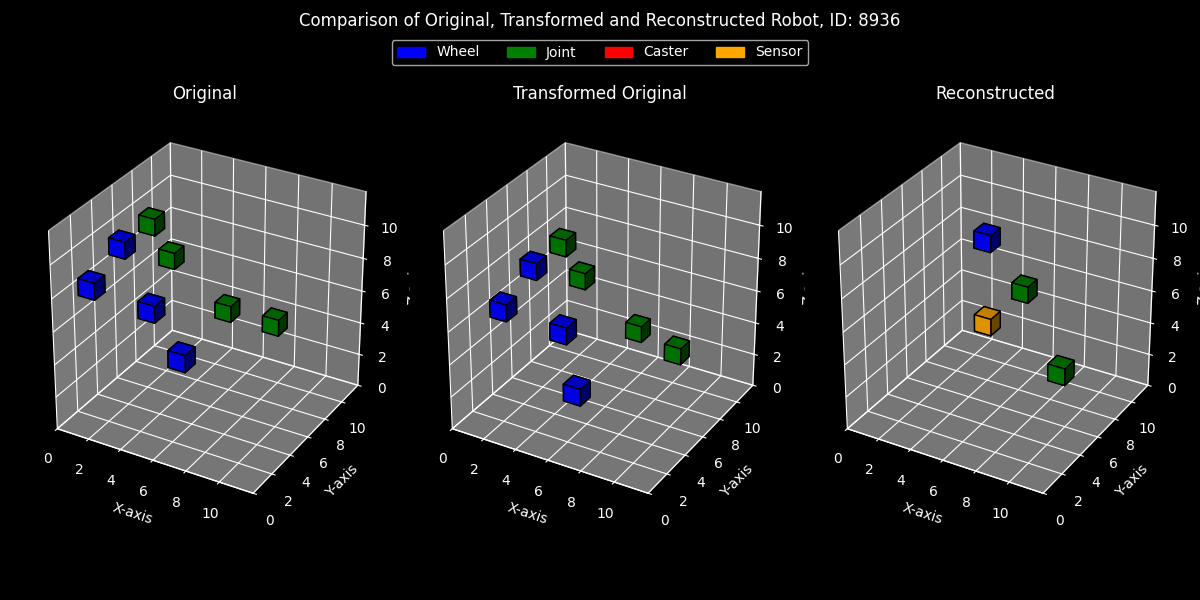 Comparison of Original, Transformed and Reconstructed Robot, ID: 8936
Wheel Joint Caster Sensor
Original Transformed Original Reconstructed
10 10 10
8 8 8
6 6 6
4 4 4
2 2 2
0 0 0
0 2 4 6 8 10 0 2 4 6 8 10 0 2 4 6 8 10
0 2 4 6 8 10 0 2 4 6 8 10 0 2 4 6 8 10
X-axis Y-axis X-axis Y-axis X-axis Y-axis